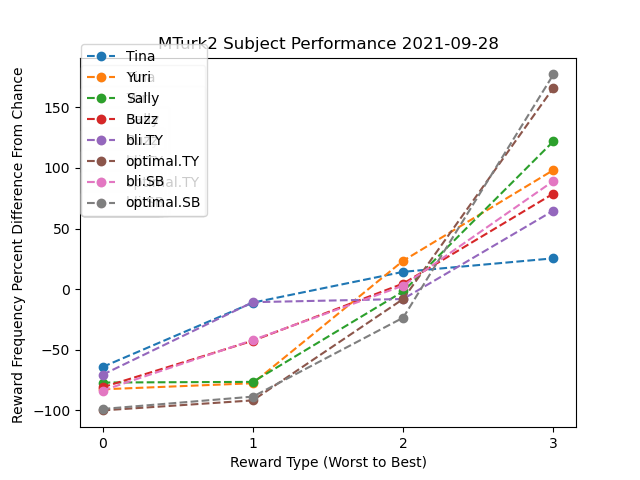 MTurk2 Subject Performance 2021-09-28
Tina
Yuri
Sally
Buzz
bli.TY
optimal.TY
bli.SB
optimal.SB
Reward Frequency Percent Difference From Chance
150
100
50
0
−50
−100
0 1 2 3
Reward Type (Worst to Best)